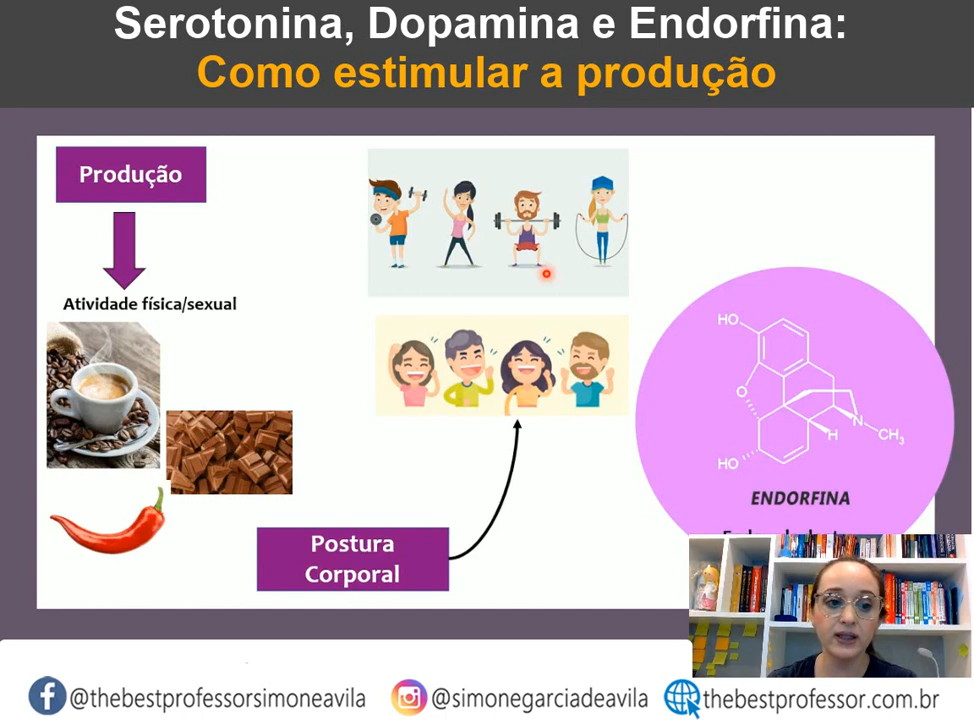 Serotonina, Dopamina e Endorfina:
Como estimular a produção
Produção
Atividade física/sexual
HO
O
N
CH3
H
HO
ENDORFINA
Postura
Corporal
@thebestprofessorsimoneavila
@simonegarciadeavila
thebestprofessor.com.br